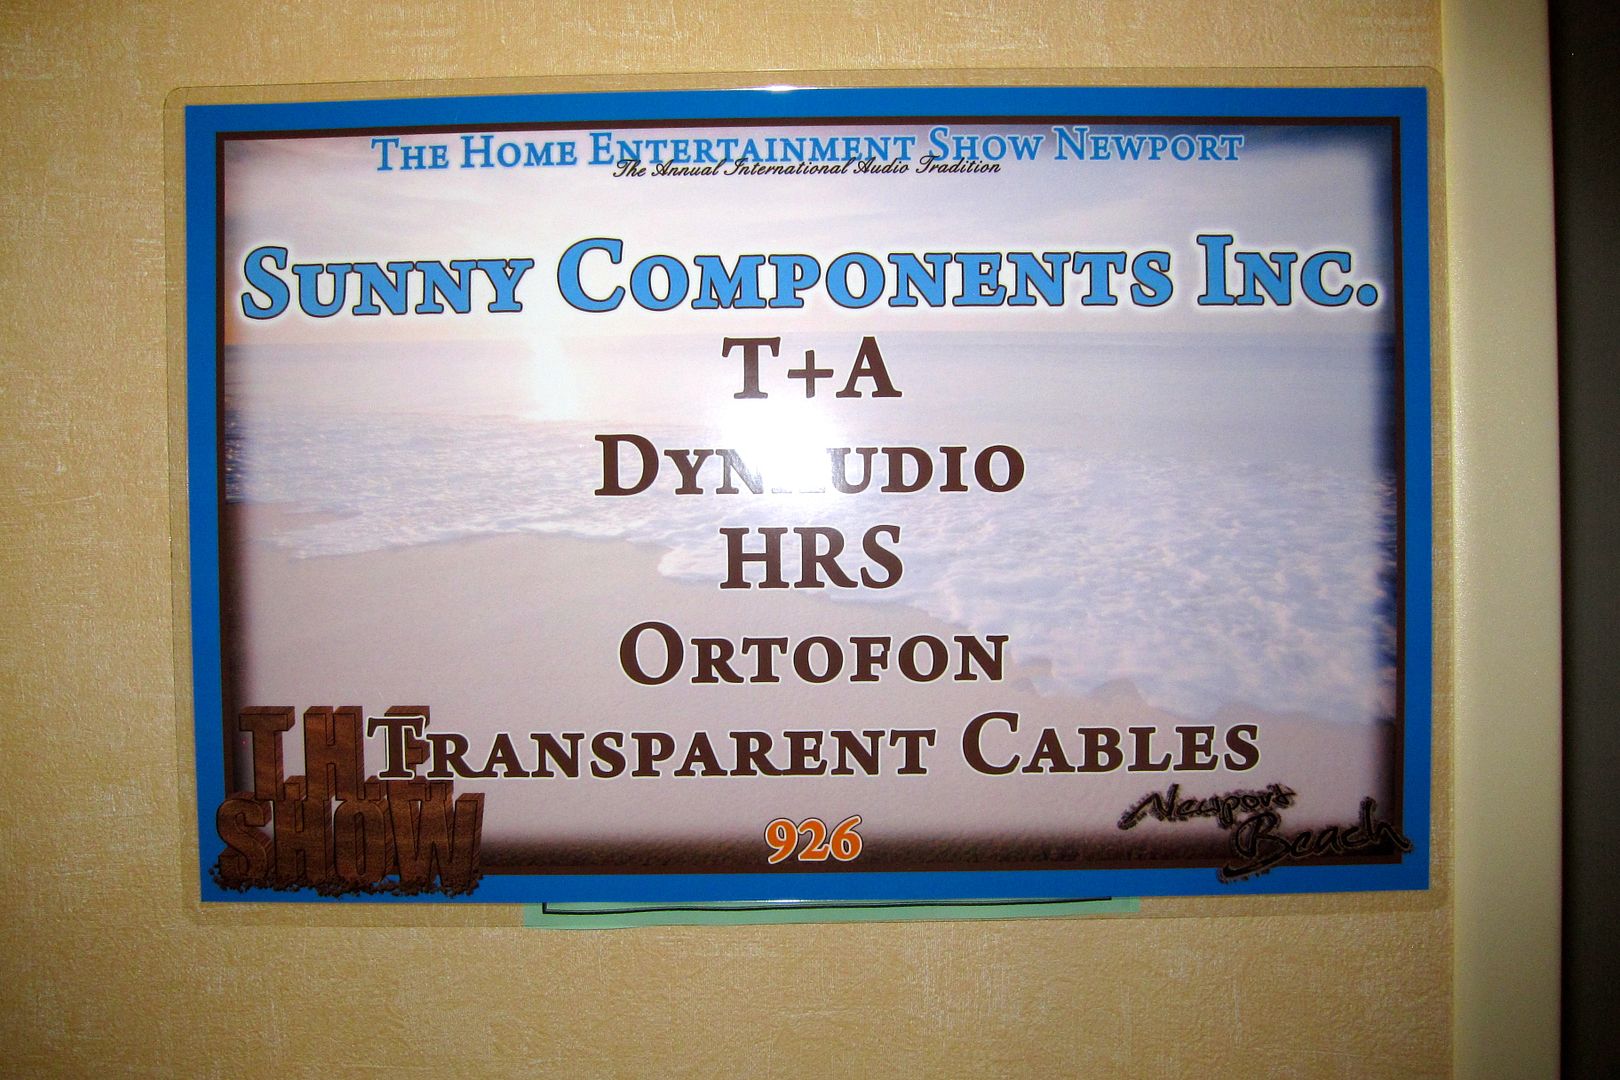 The Home Entertainment Show Newport
The Annual International Audio Tradition
Sunny Components Inc.
T+A
Dynaudio
HRS
Ortofon
Transparent Cables
T.H.E.
Show
926
Newport
Beach